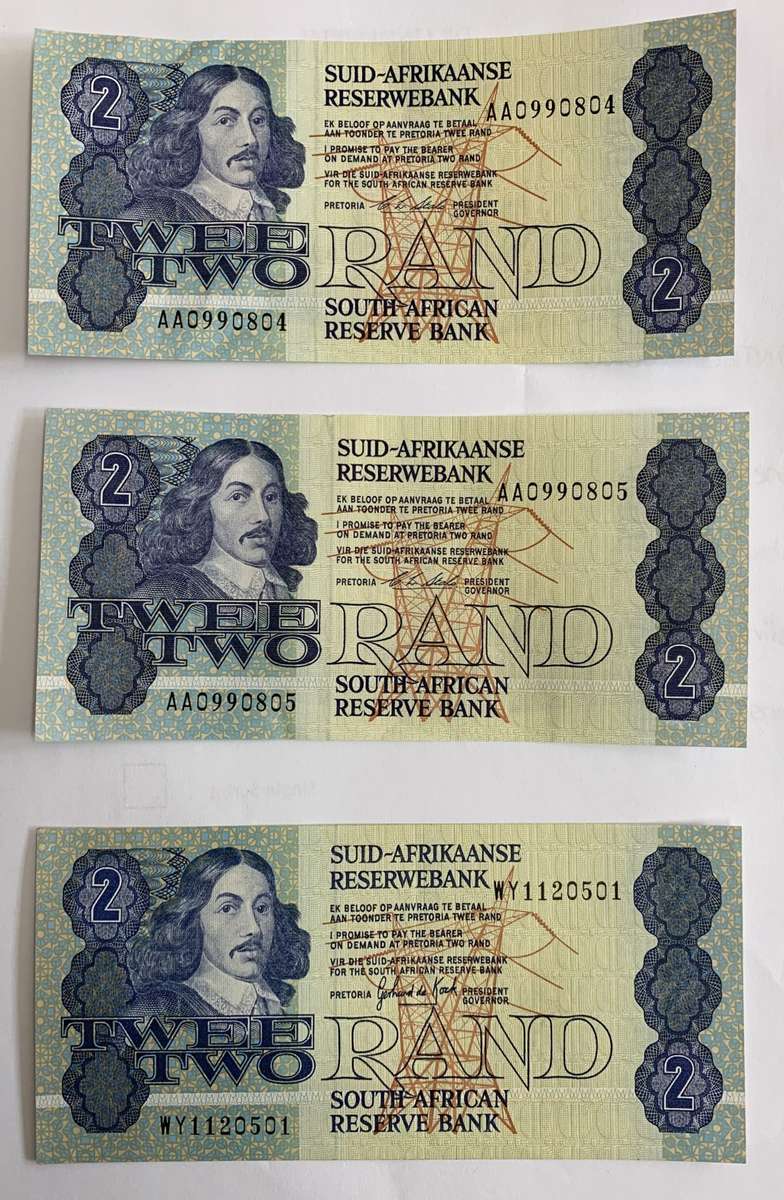 2
SUID-AFRIKAANSE
RESERWEBANK
AA0990804
EK BELOOF OP AANVRAAG TE BETAAL
AAN TOONDER TE PRETORIA TWEE RAND
I PROMISE TO PAY THE BEARER
ON DEMAND AT PRETORIA TWO RAND
VIR DIE SUID-AFRIKAANSE RESERWEBANK
FOR THE SOUTH AFRICAN RESERVE BANK
PRETORIA PRESIDENT
GOVERNOR
TWEE
TWO RAND
2
SOUTH AFRICAN
RESERVE BANK
AA0990804
2
SUID-AFRIKAANSE
RESERWEBANK
AA0990805
EK BELOOF OP AANVRAAG TE BETAAL
AAN TOONDER TE PRETORIA TWEE RAND
I PROMISE TO PAY THE BEARER
ON DEMAND AT PRETORIA TWO RAND
VIR DIE SUID-AFRIKAANSE RESERWEBANK
FOR THE SOUTH AFRICAN RESERVE BANK
PRETORIA PRESIDENT
GOVERNOR
TWEE
TWO RAND
2
SOUTH AFRICAN
RESERVE BANK
AA0990805
2
SUID-AFRIKAANSE
RESERWEBANK
WY1120501
EK BELOOF OP AANVRAAG TE BETAAL
AAN TOONDER TE PRETORIA TWEE RAND
I PROMISE TO PAY THE BEARER
ON DEMAND AT PRETORIA TWO RAND
VIR DIE SUID-AFRIKAANSE RESERWEBANK
FOR THE SOUTH AFRICAN RESERVE BANK
PRETORIA Gerhard de Kock PRESIDENT
GOVERNOR
TWEE
TWO RAND
2
SOUTH AFRICAN
RESERVE BANK
WY1120501